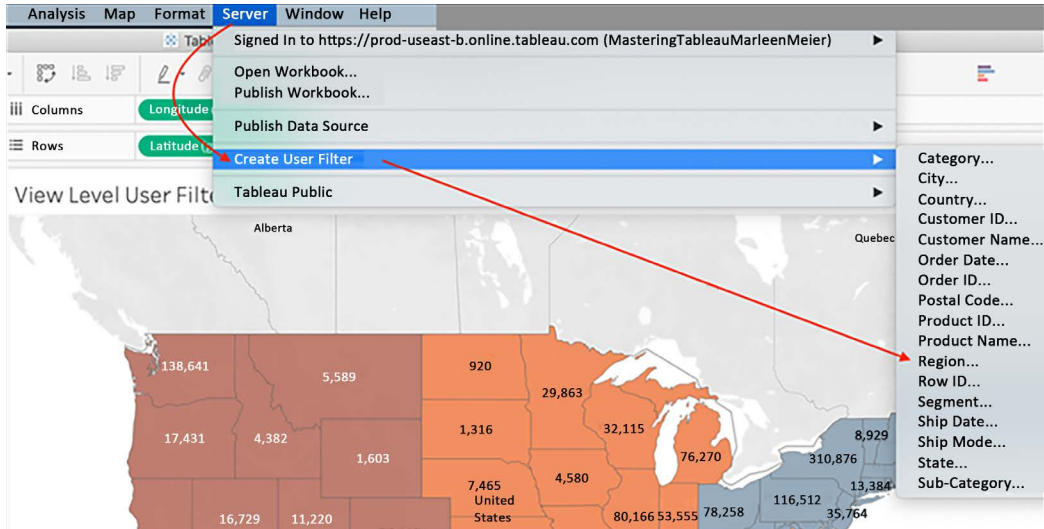 Analysis Map Format Server Window Help
Signed In to https://prod-useast-b.online.tableau.com (MasteringTableauMarleenMeier)
Open Workbook...
Publish Workbook...
Publish Data Source
Create User Filter
Tableau Public
Tabl
Columns
Longitude
Rows
Latitude
View Level User Filte
Category...
City...
Country...
Customer ID...
Customer Name...
Order Date...
Order ID...
Postal Code...
Product ID...
Product Name...
Region...
Row ID...
Segment...
Ship Date...
Ship Mode...
State...
Sub-Category...
Alberta
Quebec
138,641
5,589
920
29,863
17,431
4,382
1,603
1,316
32,115
76,270
8,929
310,876
7,465
4,580
13,384
United
States
116,512
16,729
11,220
80,166
53,555
78,258
35,764